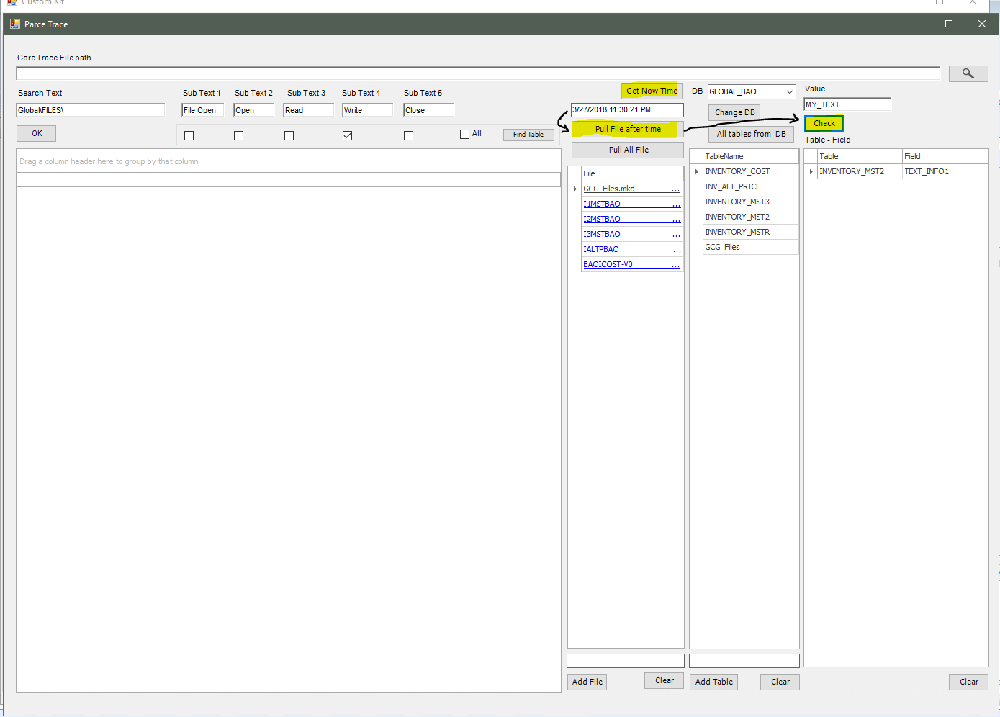 Custom Kit
Parce Trace
Core Trace File path
Search Text
Sub Text 1
Sub Text 2
Sub Text 3
Sub Text 4
Sub Text 5
Global\FILES\
File Open
Open
Read
Write
Close
OK
All
Find Table
Drag a column header here to group by that column
Get Now Time
3/27/2018 11:30:21 PM
Pull File after time
Pull All File
File
GCG_Files.mkd ...
I1MSTBAO ...
I2MSTBAO ...
I3MSTBAO ...
IALTPBAO ...
BAOICOST-V0 ...
Add File
Clear
DB
GLOBAL_BAO
Change DB
All tables from DB
TableName
INVENTORY_COST
INV_ALT_PRICE
INVENTORY_MST3
INVENTORY_MST2
INVENTORY_MSTR
GCG_Files
Add Table
Clear
Value
MY_TEXT
Check
Table - Field
Table
Field
INVENTORY_MST2
TEXT_INFO1
Clear